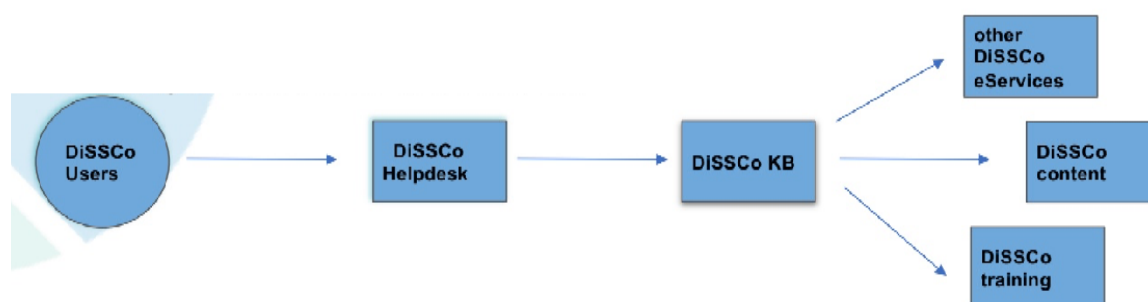 DiSSCo
Users
DiSSCo
Helpdesk
DiSSCo KB
other
DiSSCo
eServices
DiSSCo
content
DiSSCo
training